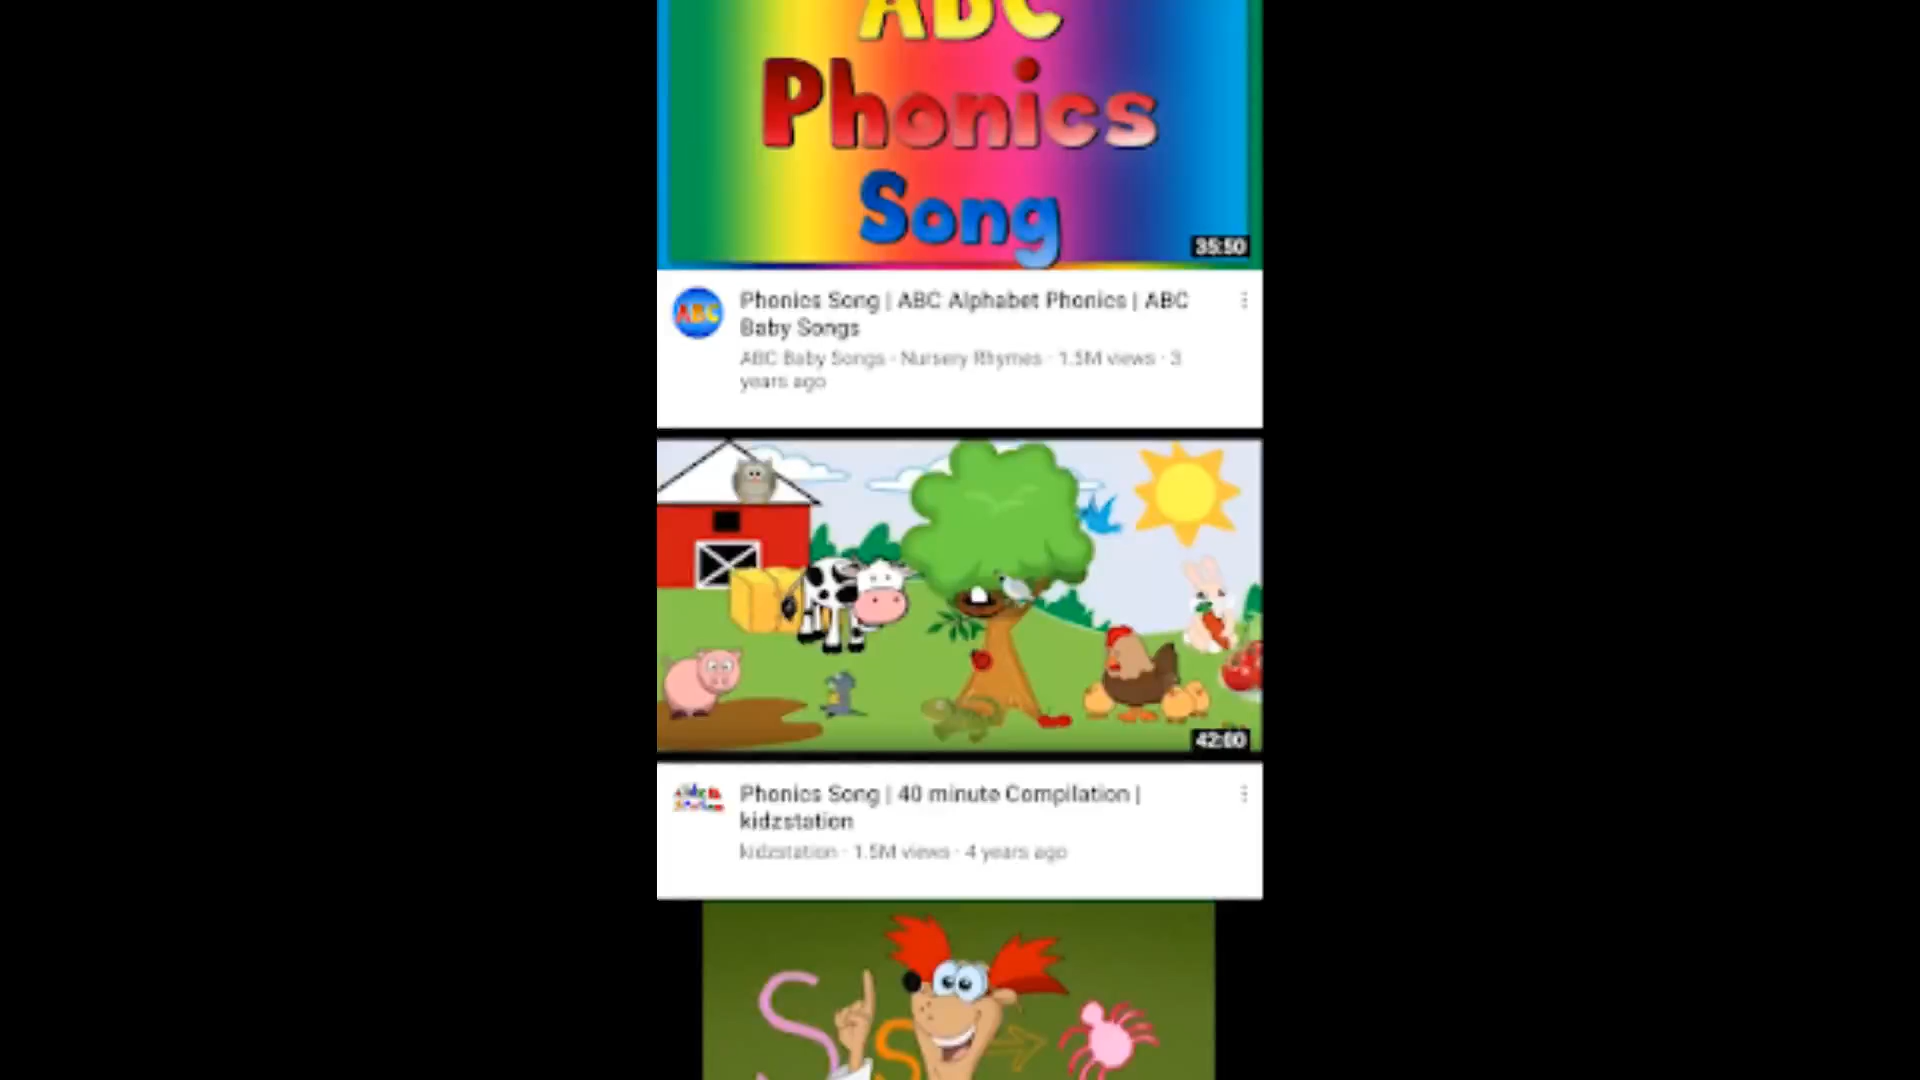 ABC
Phonics
Song
35:50
ABC
Phonics Song | ABC Alphabet Phonics | ABC
Baby Songs
ABC Baby Songs - Nursery Rhymes · 1.5M views · 3
years ago
42:00
Phonics Song | 40 minute Compilation |
kidzstation
kidzstation · 1.5M views · 4 years ago
S s